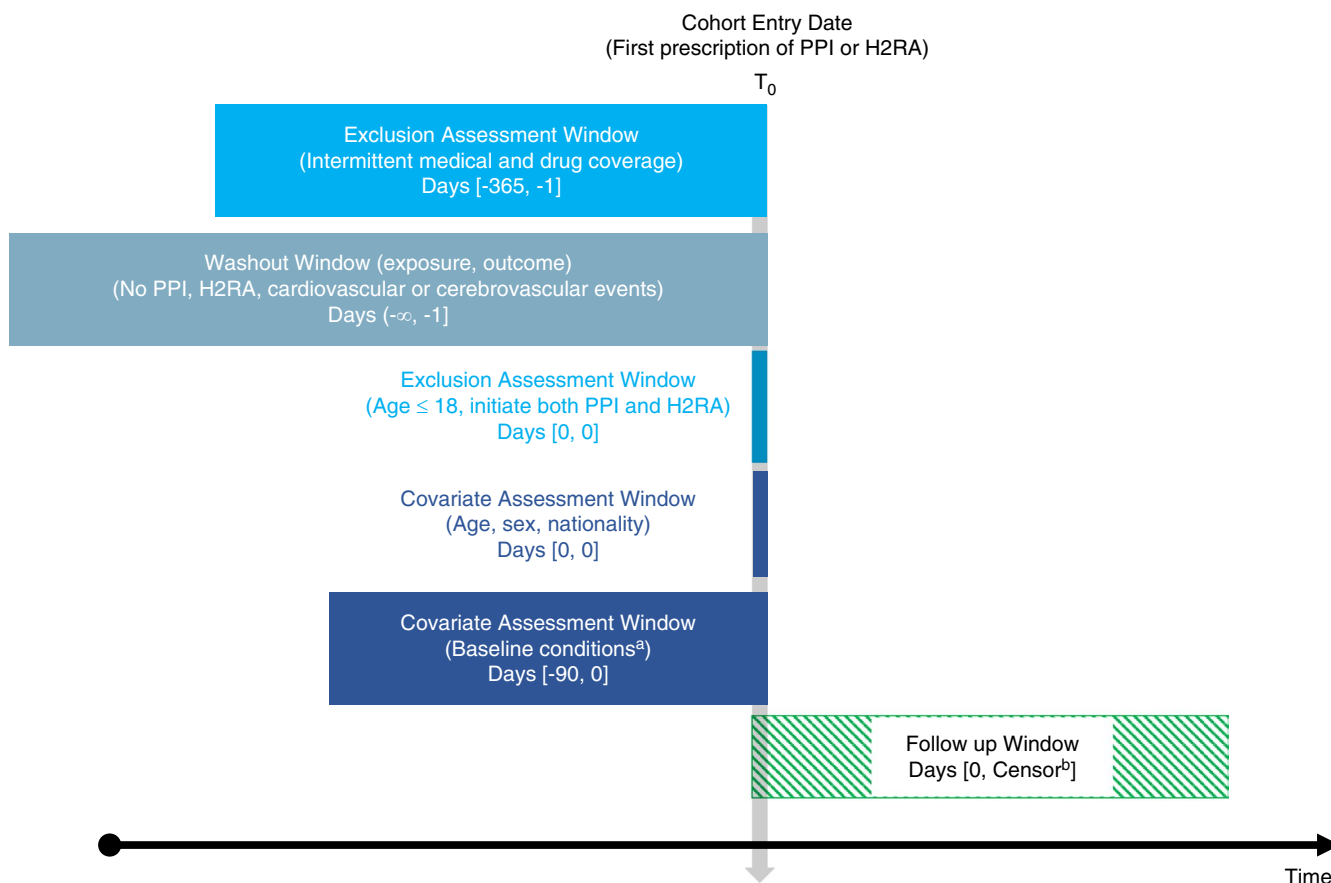 Cohort Entry Date
(First prescription of PPI or H2RA)
T₀
Exclusion Assessment Window
(Intermittent medical and drug coverage)
Days [-365, -1]
Washout Window (exposure, outcome)
(No PPI, H2RA, cardiovascular or cerebrovascular events)
Days (-∞, -1]
Exclusion Assessment Window
(Age ≤ 18, initiate both PPI and H2RA)
Days [0, 0]
Covariate Assessment Window
(Age, sex, nationality)
Days [0, 0]
Covariate Assessment Window
(Baseline conditionsᵃ)
Days [-90, 0]
Follow up Window
Days [0, Censorᵇ]
Time